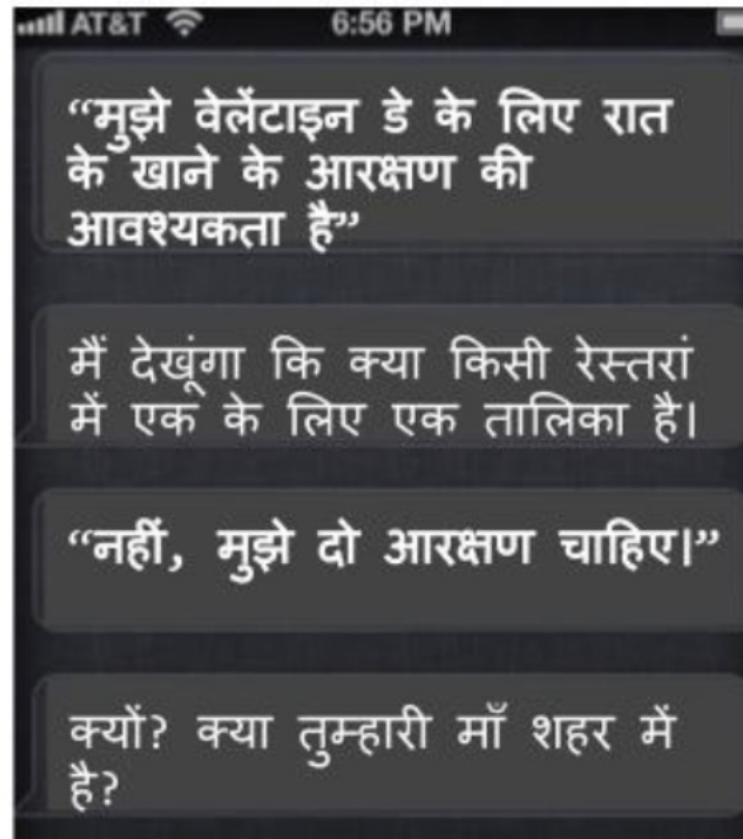 AT&T 6:56 PM
“मुझे वेलेंटाइन डे के लिए रात
के खाने के आरक्षण की
आवश्यकता है”
मैं देखूंगा कि क्या किसी रेस्तरां
में एक के लिए एक तालिका है।
“नहीं, मुझे दो आरक्षण चाहिए।”
क्यों? क्या तुम्हारी माँ शहर में
है?